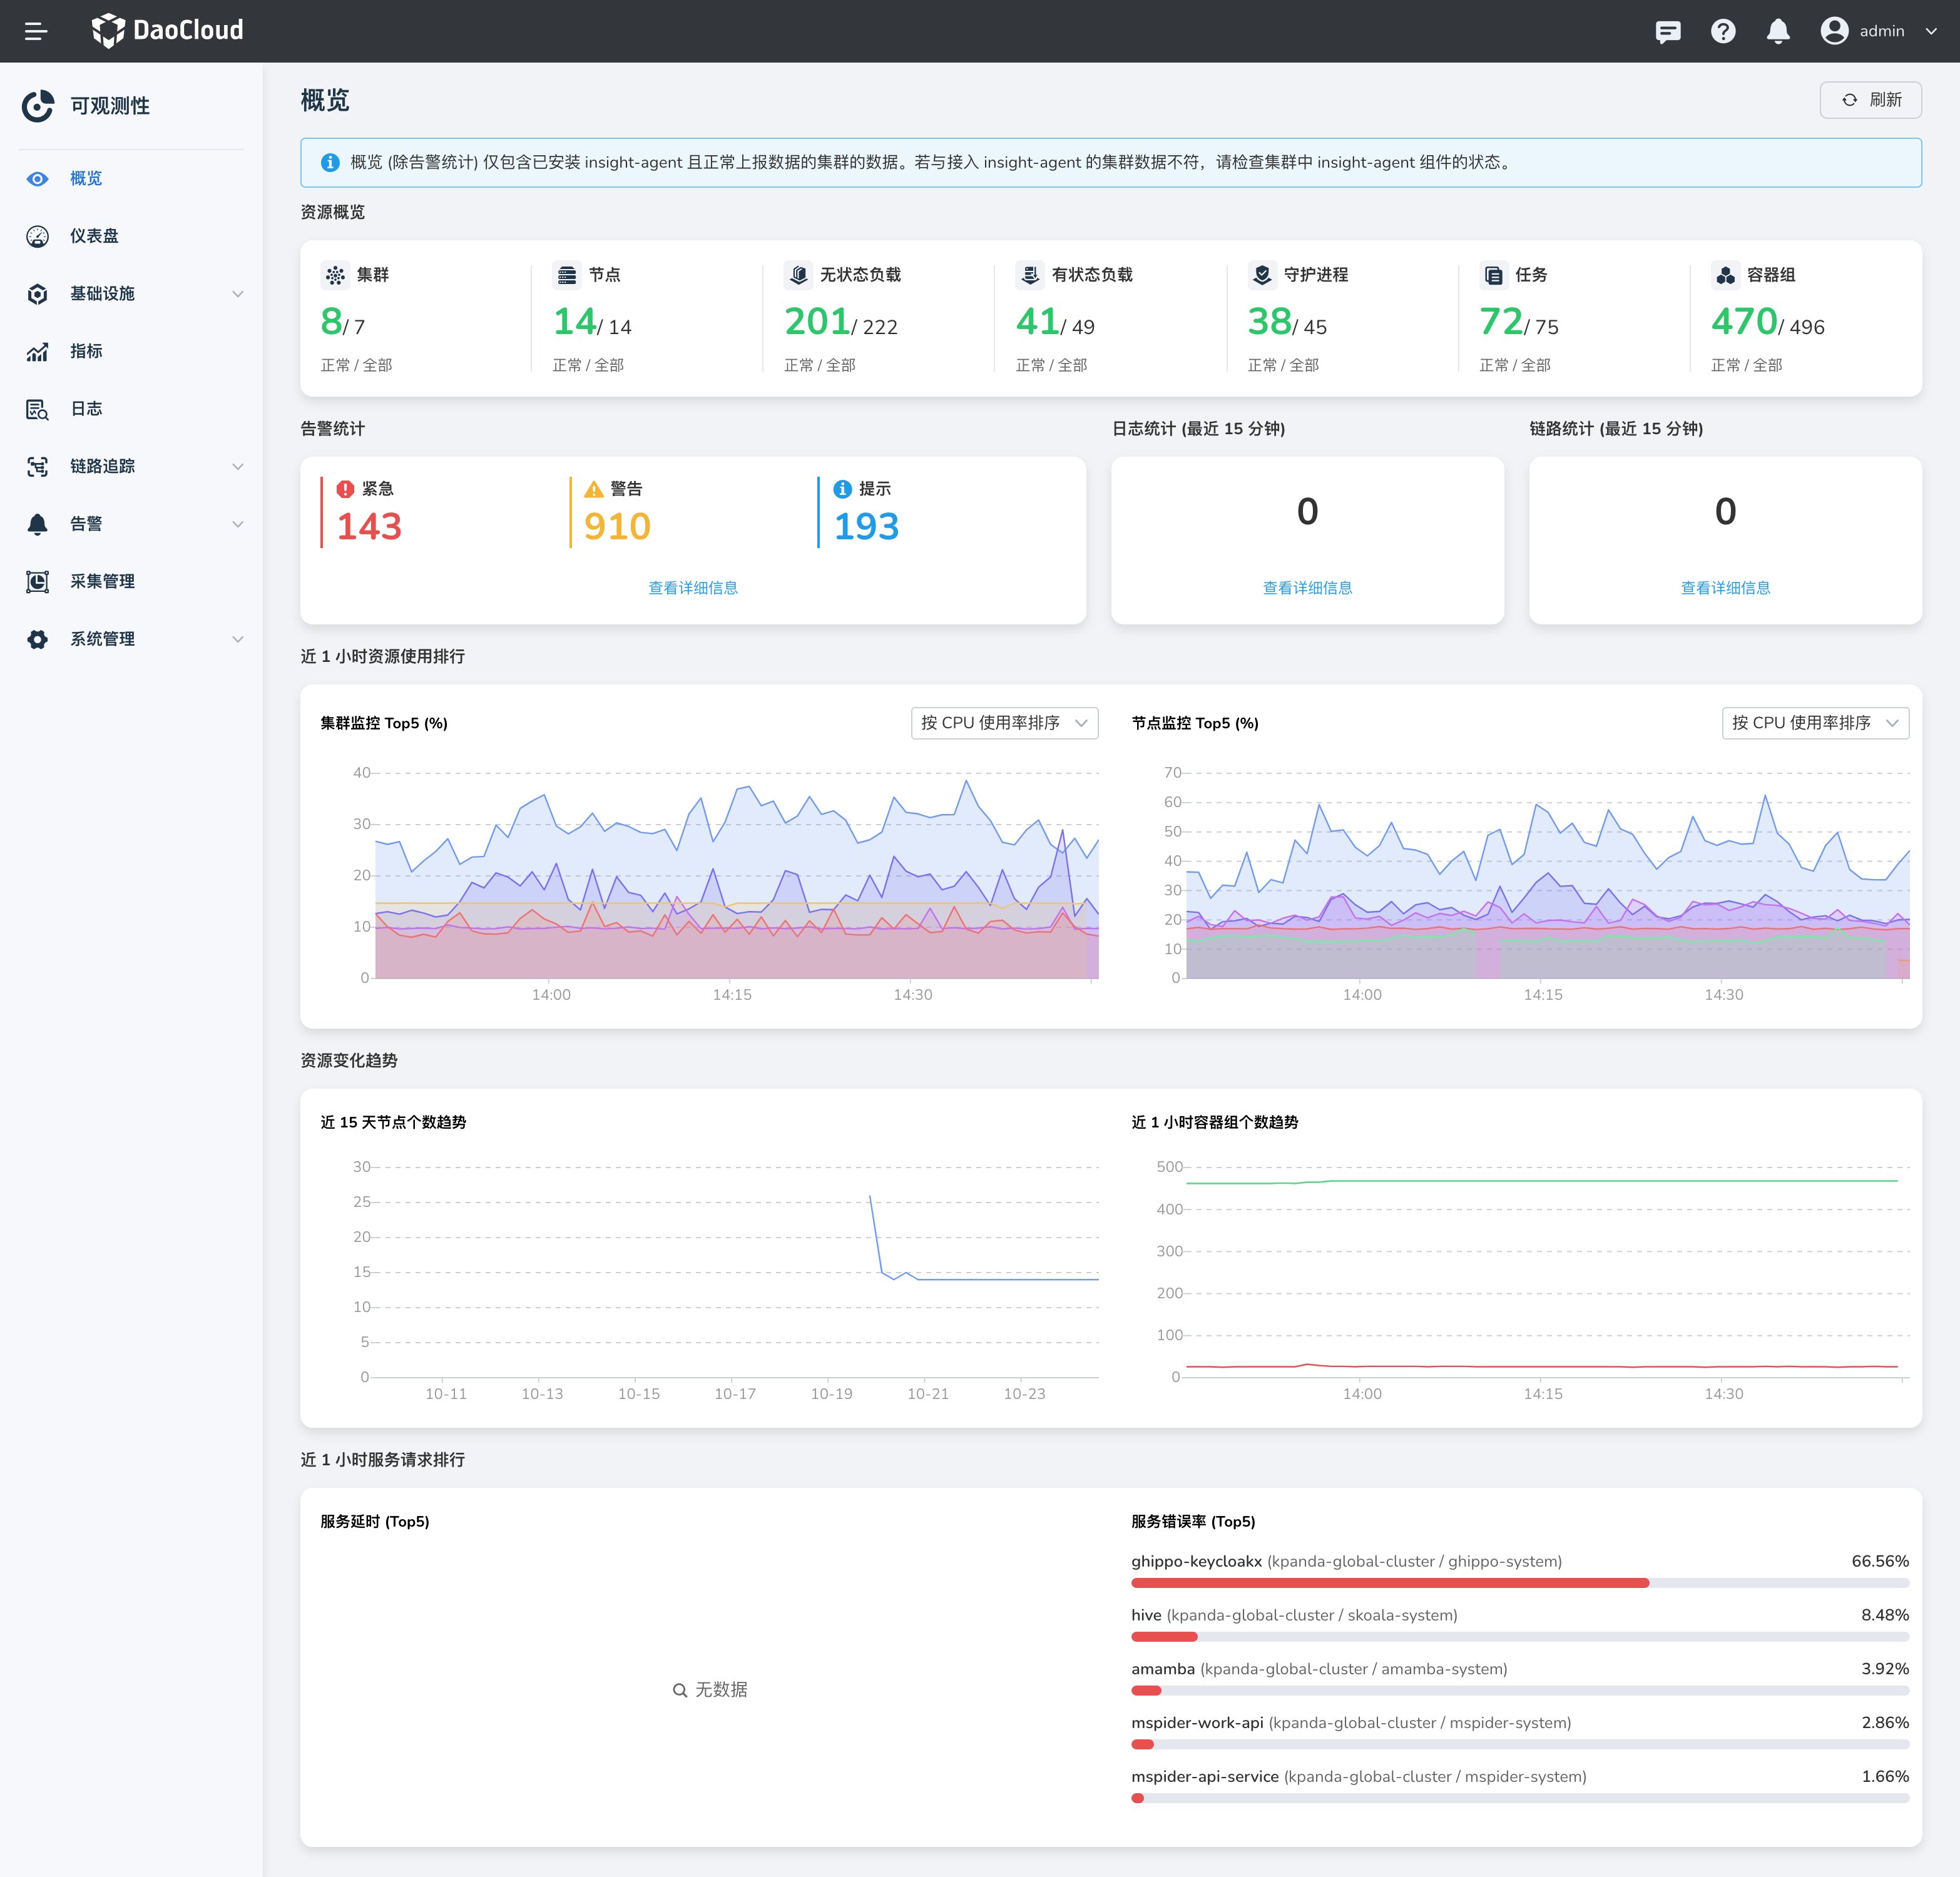 DaoCloud
admin
可观测性
概览
仪表盘
基础设施
指标
日志
链路追踪
告警
采集管理
系统管理
概览
刷新
概览 (除告警统计) 仅包含已安装 insight-agent 且正常上报数据的集群的数据。若与接入 insight-agent 的集群数据不符，请检查集群中 insight-agent 组件的状态。
资源概览
集群
8/ 7
正常 / 全部
节点
14/ 14
正常 / 全部
无状态负载
201/ 222
正常 / 全部
有状态负载
41/ 49
正常 / 全部
守护进程
38/ 45
正常 / 全部
任务
72/ 75
正常 / 全部
容器组
470/ 496
正常 / 全部
告警统计
紧急
143
警告
910
提示
193
查看详细信息
日志统计 (最近 15 分钟)
0
查看详细信息
链路统计 (最近 15 分钟)
0
查看详细信息
近 1 小时资源使用排行
集群监控 Top5 (%)
按 CPU 使用率排序
40
30
20
10
0
14:00
14:15
14:30
节点监控 Top5 (%)
按 CPU 使用率排序
70
60
50
40
30
20
10
0
14:00
14:15
14:30
资源变化趋势
近 15 天节点个数趋势
30
25
20
15
10
5
0
10-11
10-13
10-15
10-17
10-19
10-21
10-23
近 1 小时容器组个数趋势
500
400
300
200
100
0
14:00
14:15
14:30
近 1 小时服务请求排行
服务延时 (Top5)
无数据
服务错误率 (Top5)
ghippo-keycloakx (kpanda-global-cluster / ghippo-system) 66.56%
hive (kpanda-global-cluster / skoala-system) 8.48%
amamba (kpanda-global-cluster / amamba-system) 3.92%
mspider-work-api (kpanda-global-cluster / mspider-system) 2.86%
mspider-api-service (kpanda-global-cluster / mspider-system) 1.66%